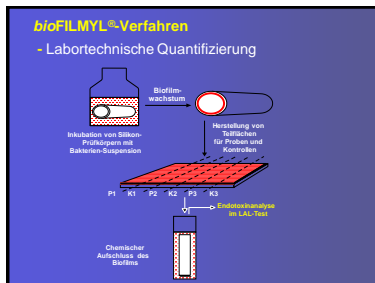 bioFILMYL®-Verfahren
- Labortechnische Quantifizierung
Biofilm-
wachstum
Inkubation von Silikon-
Prüfkörpern mit
Bakterien-Suspension
Herstellung von
Teilflächen
für Proben und
Kontrollen
P1 K1 P2 K2 P3 K3
Endotoxinanalyse
im LAL-Test
Chemischer
Aufschluss des
Biofilms